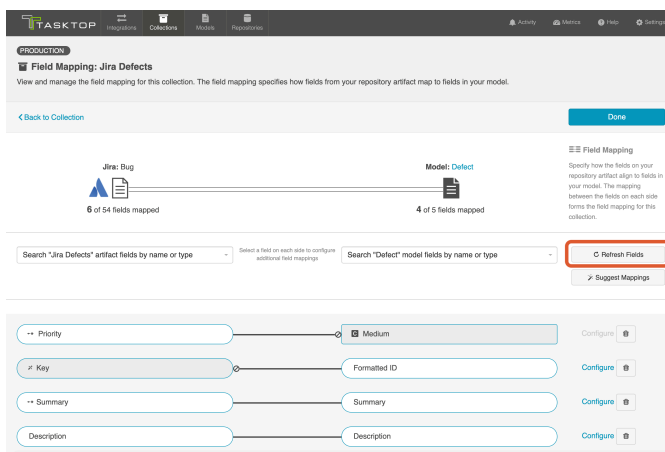 TASKTOP
Integrations
Collections
Models
Repositories
Activity
Metrics
Help
Settings
PRODUCTION
Field Mapping: Jira Defects
View and manage the field mapping for this collection. The field mapping specifies how fields from your repository artifact map to fields in your model.
Back to Collection
Done
Jira: Bug
6 of 54 fields mapped
Model: Defect
4 of 5 fields mapped
Field Mapping
Specify how the fields on your
repository artifact align to fields in
your model. The mapping
between the fields on each side
forms the field mapping for this
collection.
Search "Jira Defects" artifact fields by name or type
Select a field on each side to configure
additional field mappings
Search "Defect" model fields by name or type
Refresh Fields
Suggest Mappings
Priority
C Medium
Configure
Key
Formatted ID
Configure
Summary
Summary
Configure
Description
Description
Configure